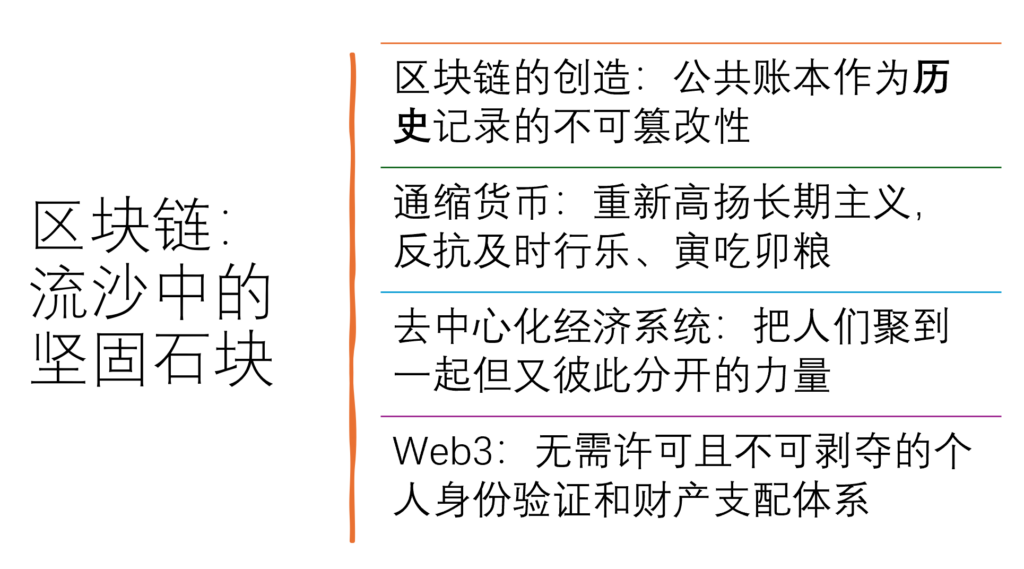 区块链：
流沙中的
坚固石块
区块链的创造：公共账本作为历
史记录的不可篡改性
通缩货币：重新高扬长期主义，
反抗及时行乐、寅吃卯粮
去中心化经济系统：把人们聚到
一起但又彼此分开的力量
Web3：无需许可且不可剥夺的个
人身份验证和财产支配体系